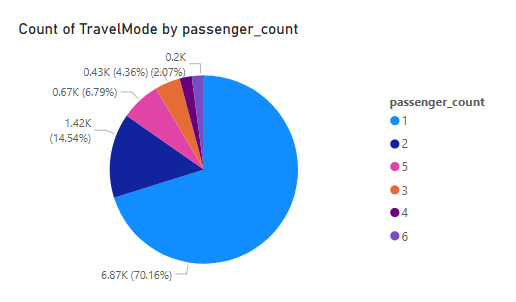 Count of TravelMode by passenger_count
0.2K
(2.07%)
0.43K (4.36%)
0.67K (6.79%)
1.42K
(14.54%)
6.87K (70.16%)
passenger_count
1
2
5
3
4
6